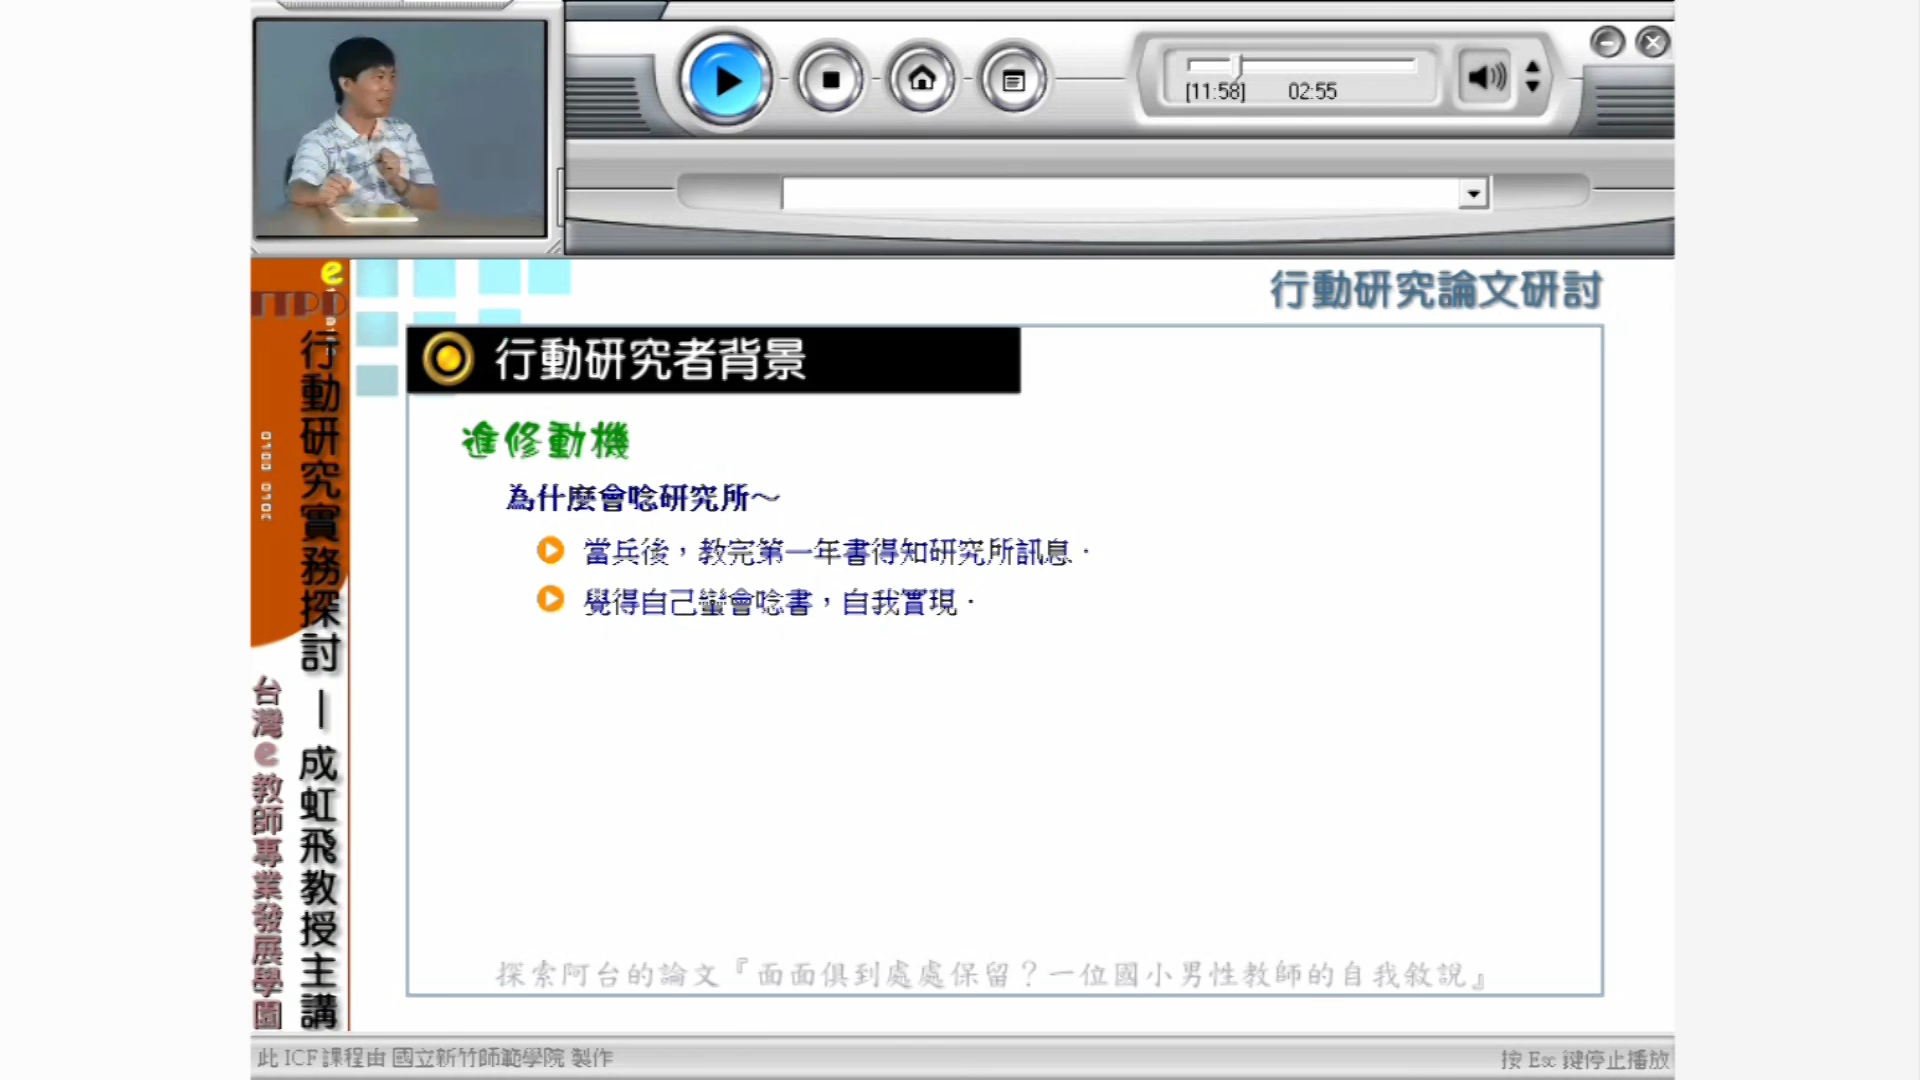 [11:58] 02:55
行動研究論文研討
行動研究者背景
進修動機
為什麼會唸研究所～
當兵後，教完第一年書得知研究所訊息．
覺得自己蠻會唸書，自我實現．
探索阿台的論文『面面俱到處處保留？一位國小男性教師的自我敘說』
行動研究實務探討－成虹飛教授主講
台灣e教師專業發展學園
此 ICF 課程由 國立新竹師範學院 製作
按 Esc 鍵停止播放